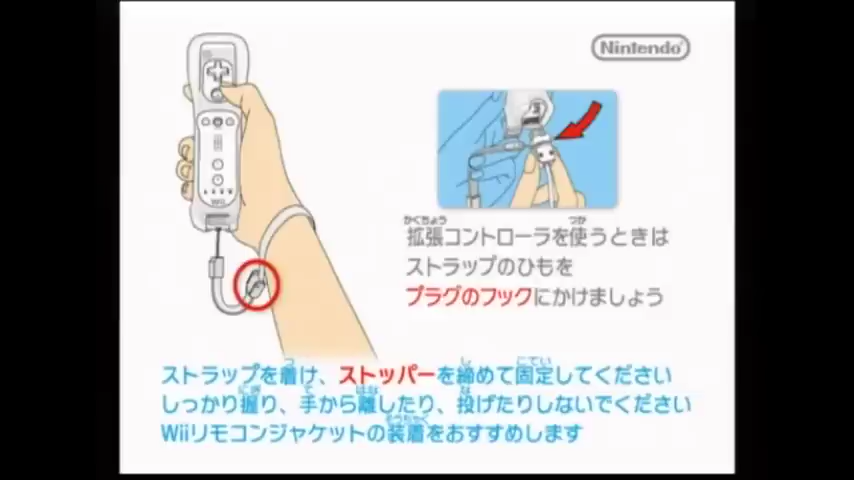 Nintendo
拡張コントローラを使うときは
ストラップのひもを
プラグのフックにかけましょう
Wii
ストラップを着け、ストッパーを締めて固定してください
しっかり握り、手から離したり、投げたりしないでください
Wiiリモコンジャケットの装着をおすすめします